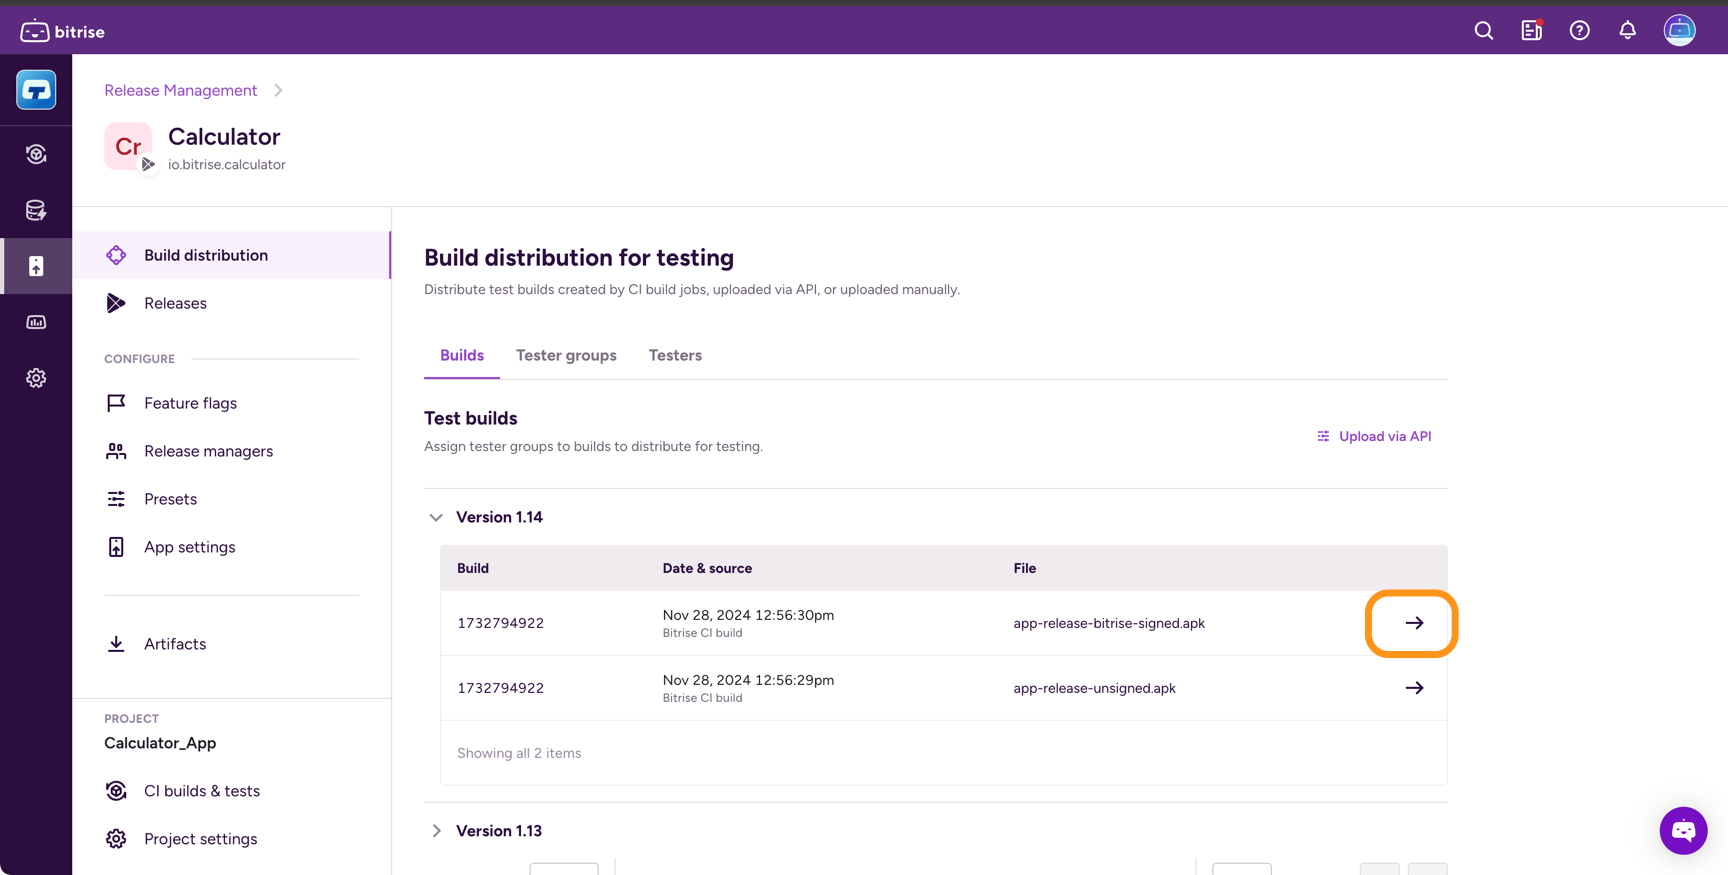 bitrise
Release Management
Cr
Calculator
io.bitrise.calculator
Build distribution
Releases
CONFIGURE
Feature flags
Release managers
Presets
App settings
Artifacts
PROJECT
Calculator_App
CI builds & tests
Project settings
Build distribution for testing
Distribute test builds created by CI build jobs, uploaded via API, or uploaded manually.
Builds Tester groups Testers
Test builds
Assign tester groups to builds to distribute for testing.
Upload via API
Version 1.14
Build Date & source File
1732794922 Nov 28, 2024 12:56:30pm app-release-bitrise-signed.apk
Bitrise CI build
1732794922 Nov 28, 2024 12:56:29pm app-release-unsigned.apk
Bitrise CI build
Showing all 2 items
Version 1.13